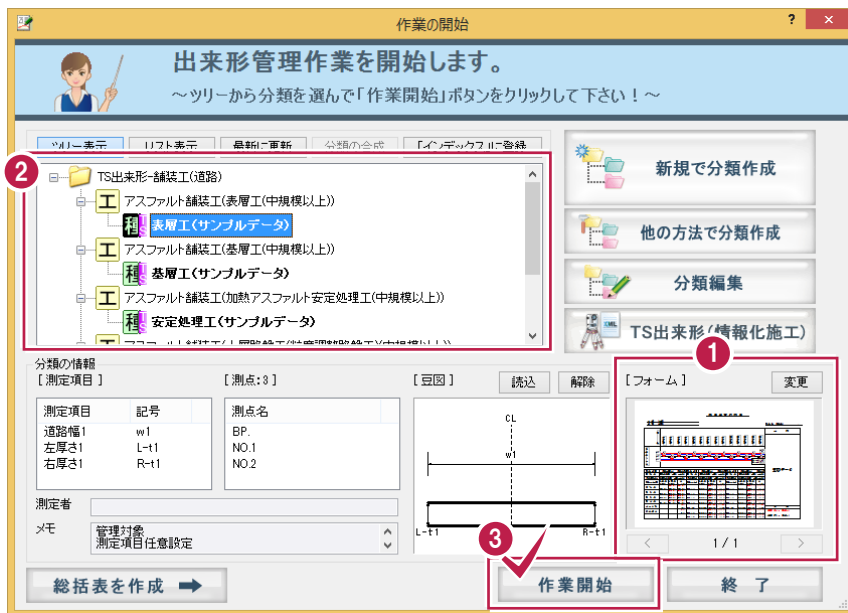 作業の開始
? ×
出来形管理作業を開始します。
～ツリーから分類を選んで「作業開始」ボタンをクリックして下さい！～
ツリー表示 リスト表示 最新に更新 分類の合成 「インデックス」に登録
2
TS出来形-舗装工(道路)
工 アスファルト舗装工(表層工(中規模以上))
種 表層工(サンプルデータ)
工 アスファルト舗装工(基層工(中規模以上))
種 基層工(サンプルデータ)
工 アスファルト舗装工(加熱アスファルト安定処理工(中規模以上))
種 安定処理工(サンプルデータ)
新規で分類作成
他の方法で分類作成
分類編集
TS出来形(情報化施工)
分類の情報
[測定項目] [測点:3] [豆図] 読込 解除 [フォーム] 変更
1
測定項目 記号
道路幅1 w1
左厚さ1 L-t1
右厚さ1 R-t1
測点名
BP.
NO.1
NO.2
CL
w1
L-t1 R-t1
< 1/1 >
測定者
メモ 管理対象
測定項目任意設定
3
総括表を作成 作業開始 終 了